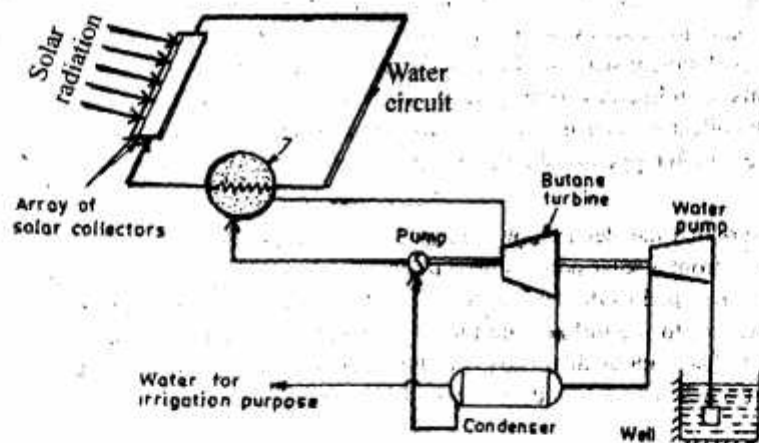 Solar
radiation
Water
circuit
Array of
solar collectors
Butane
turbine
Water
pump
Pump
Water for
irrigation purpose
Condenser
Well